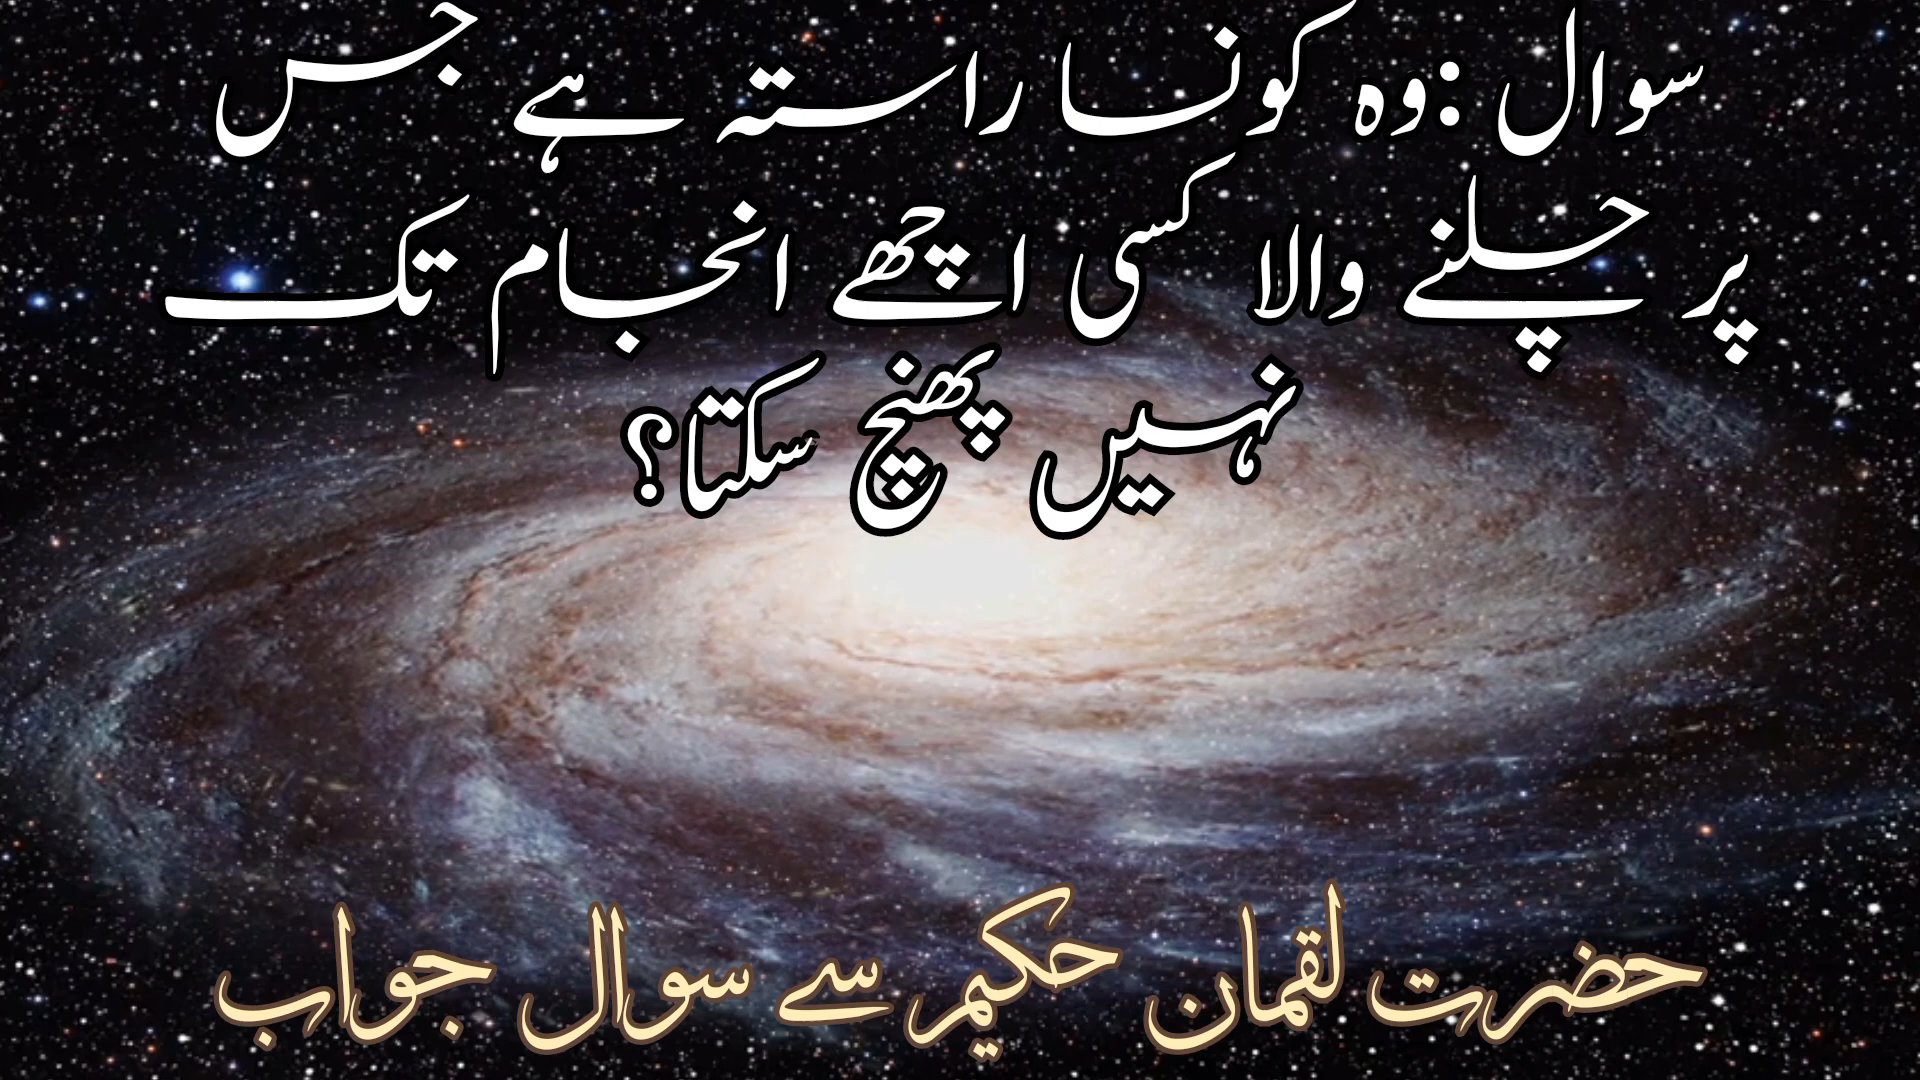 سوال :وہ کونسا راستہ ہے جس
پر چلنے والا کسی اچھے انجام تک
نہیں پھنچ سکتا؟
حضرت لقمان حکیم سے سوال جواب